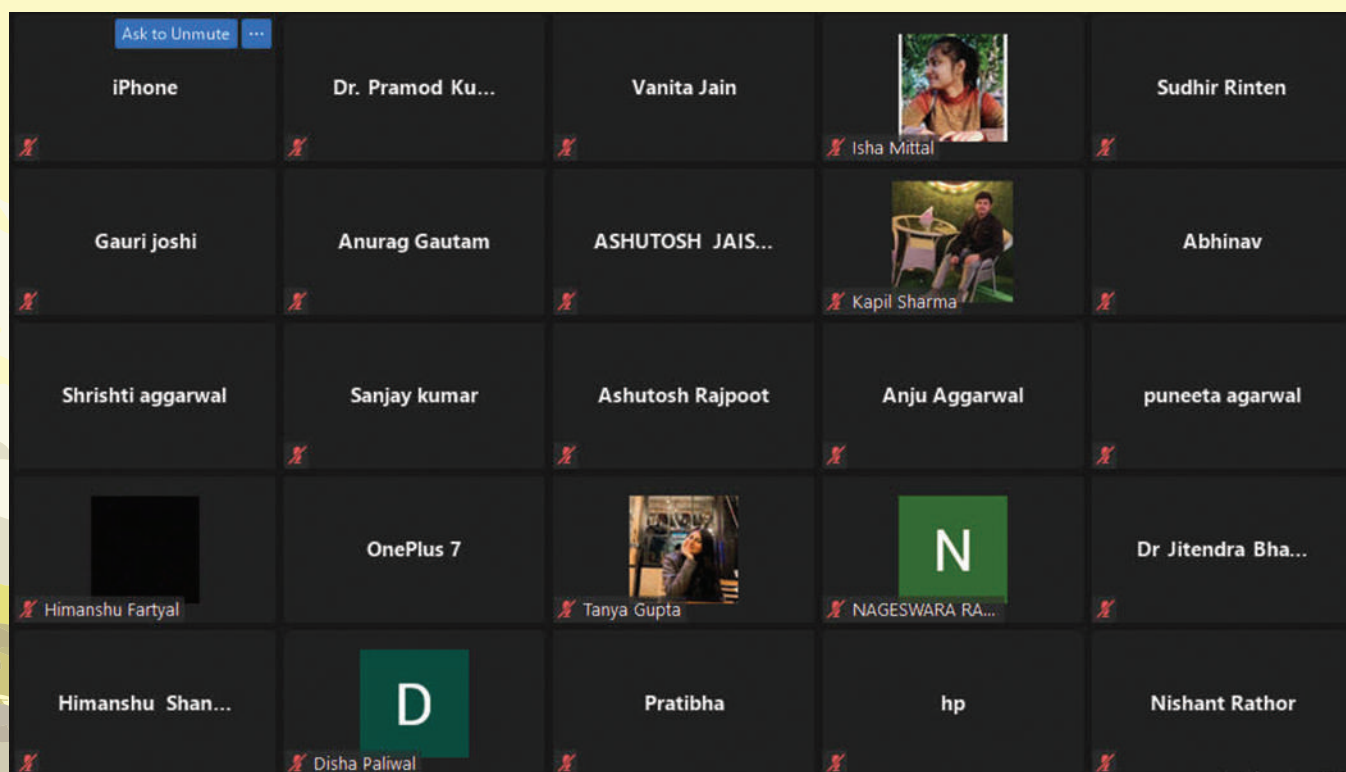 Ask to Unmute ...
iPhone
Dr. Pramod Ku...
Vanita Jain
Isha Mittal
Sudhir Rinten
Gauri joshi
Anurag Gautam
ASHUTOSH JAIS...
Kapil Sharma
Abhinav
Shrishti aggarwal
Sanjay kumar
Ashutosh Rajpoot
Anju Aggarwal
puneeta agarwal
Himanshu Fartyal
OnePlus 7
Tanya Gupta
N
NAGESWARA RA...
Dr Jitendra Bha...
Himanshu Shan...
D
Disha Paliwal
Pratibha
hp
Nishant Rathor